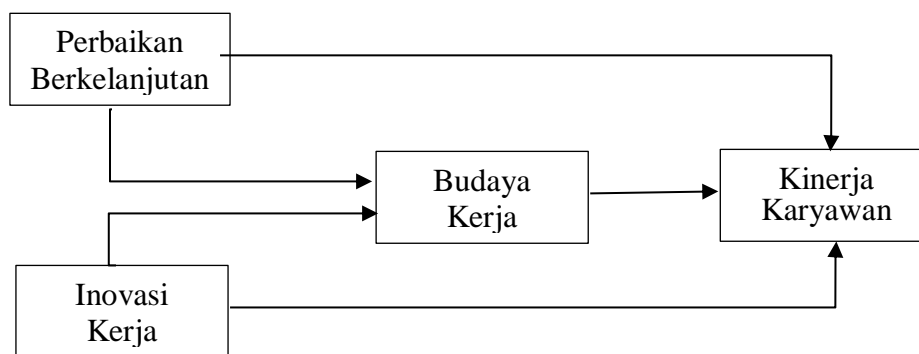 Perbaikan
Berkelanjutan
Budaya
Kerja
Kinerja
Karyawan
Inovasi
Kerja